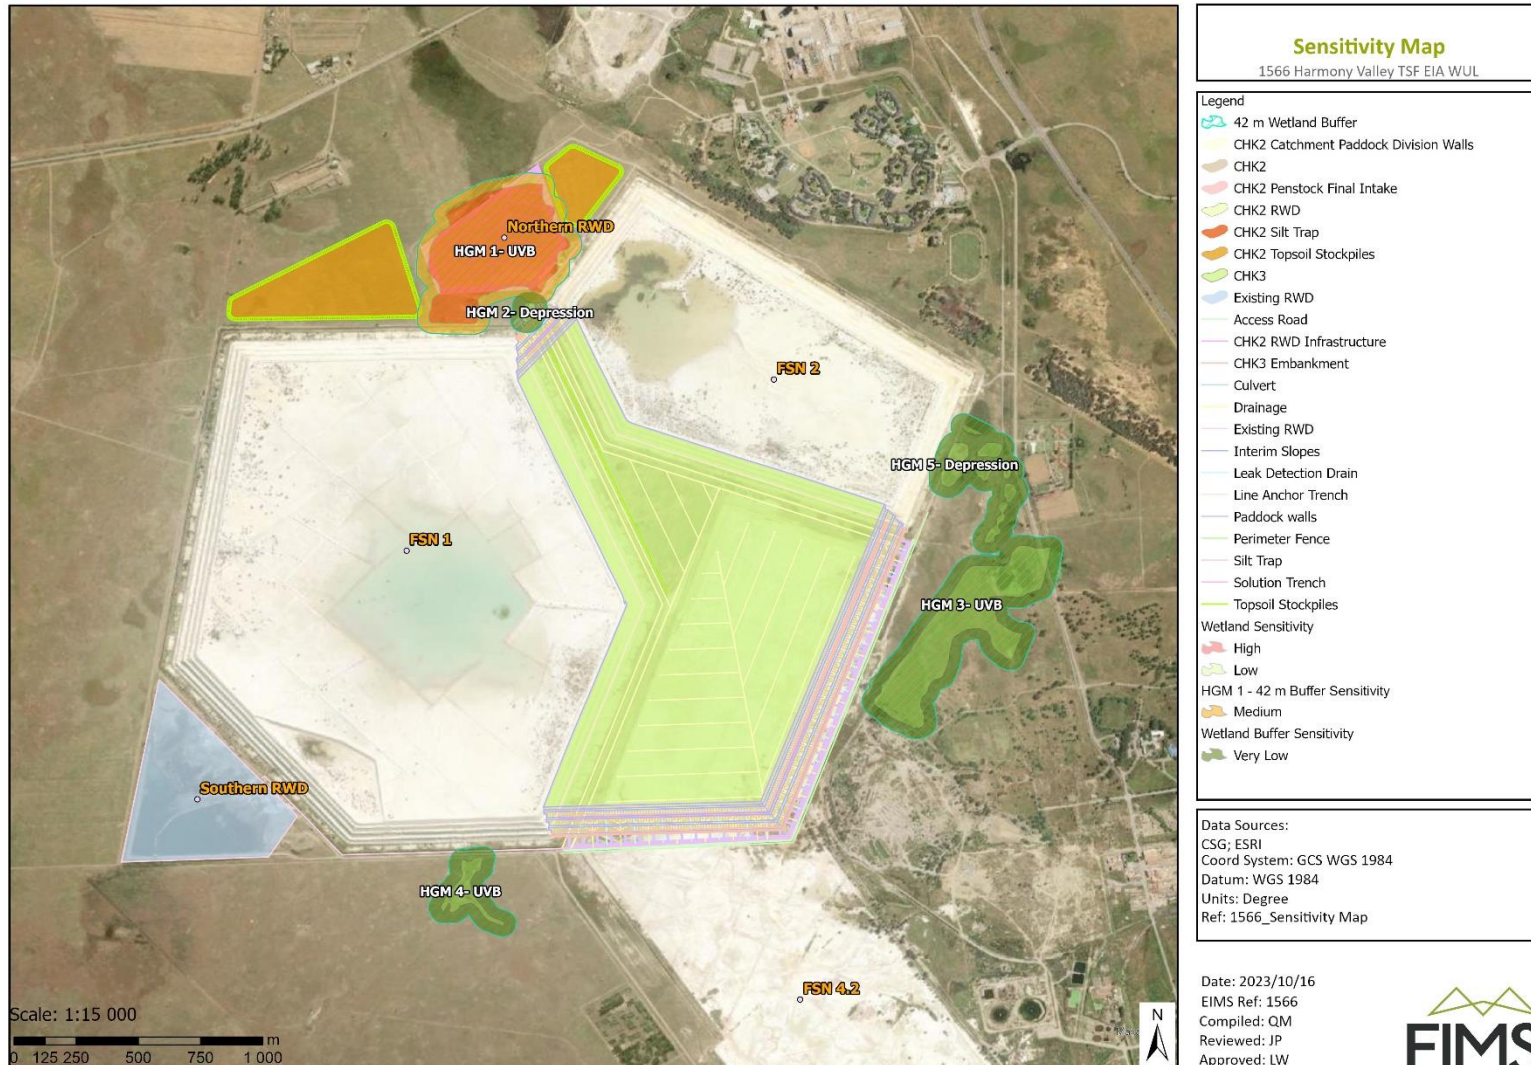 Sensitivity Map
1566 Harmony Valley TSF EIA WUL
Legend
42 m Wetland Buffer
CHK2 Catchment Paddock Division Walls
CHK2
CHK2 Penstock Final Intake
CHK2 RWD
CHK2 Silt Trap
CHK2 Topsoil Stockpiles
CHK3
Existing RWD
Access Road
CHK2 RWD Infrastructure
CHK3 Embankment
Culvert
Drainage
Existing RWD
Interim Slopes
Leak Detection Drain
Line Anchor Trench
Paddock walls
Perimeter Fence
Silt Trap
Solution Trench
Topsoil Stockpiles
Wetland Sensitivity
High
Low
HGM 1 - 42 m Buffer Sensitivity
Medium
Wetland Buffer Sensitivity
Very Low
Data Sources:
CSG; ESRI
Coord System: GCS WGS 1984
Datum: WGS 1984
Units: Degree
Ref: 1566_Sensitivity Map
Date: 2023/10/16
EIMS Ref: 1566
Compiled: QM
Reviewed: JP
Approved: LW
EIMS
Northern RWD
HGM 1- UVB
HGM 2- Depression
FSN 2
HGM 5- Depression
FSN 1
HGM 3- UVB
Southern RWD
HGM 4- UVB
FSN 4.2
Scale: 1:15 000
0 125 250 500 750 1 000 m
N